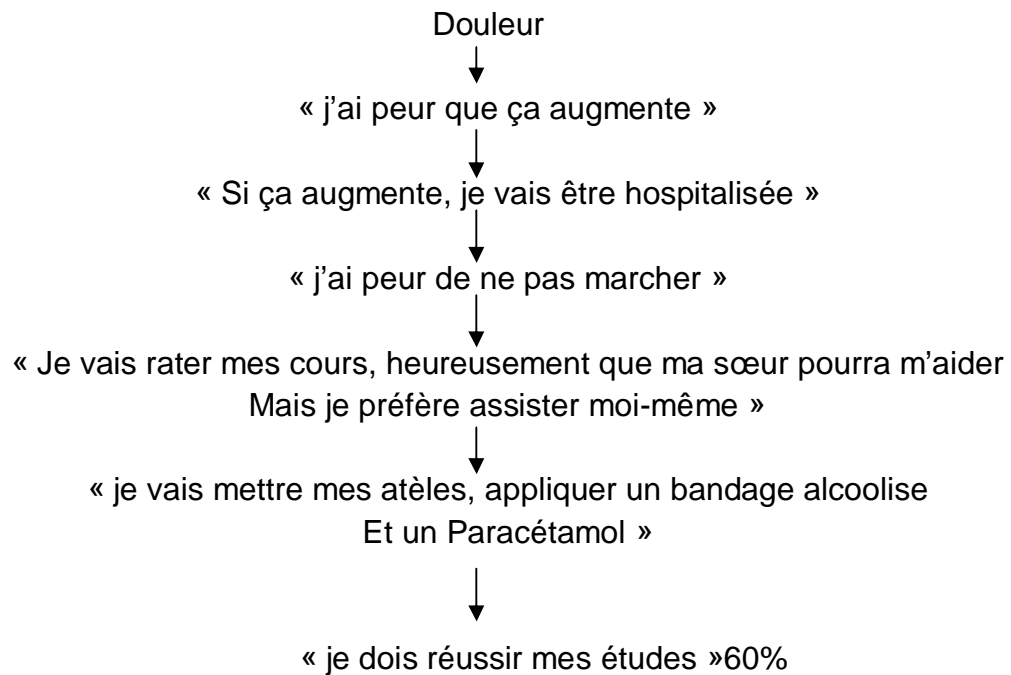 Douleur
« j’ai peur que ça augmente »
« Si ça augmente, je vais être hospitalisée »
« j’ai peur de ne pas marcher »
« Je vais rater mes cours, heureusement que ma sœur pourra m’aider
Mais je préfère assister moi-même »
« je vais mettre mes atèles, appliquer un bandage alcoolise
Et un Paracétamol »
« je dois réussir mes études »60%